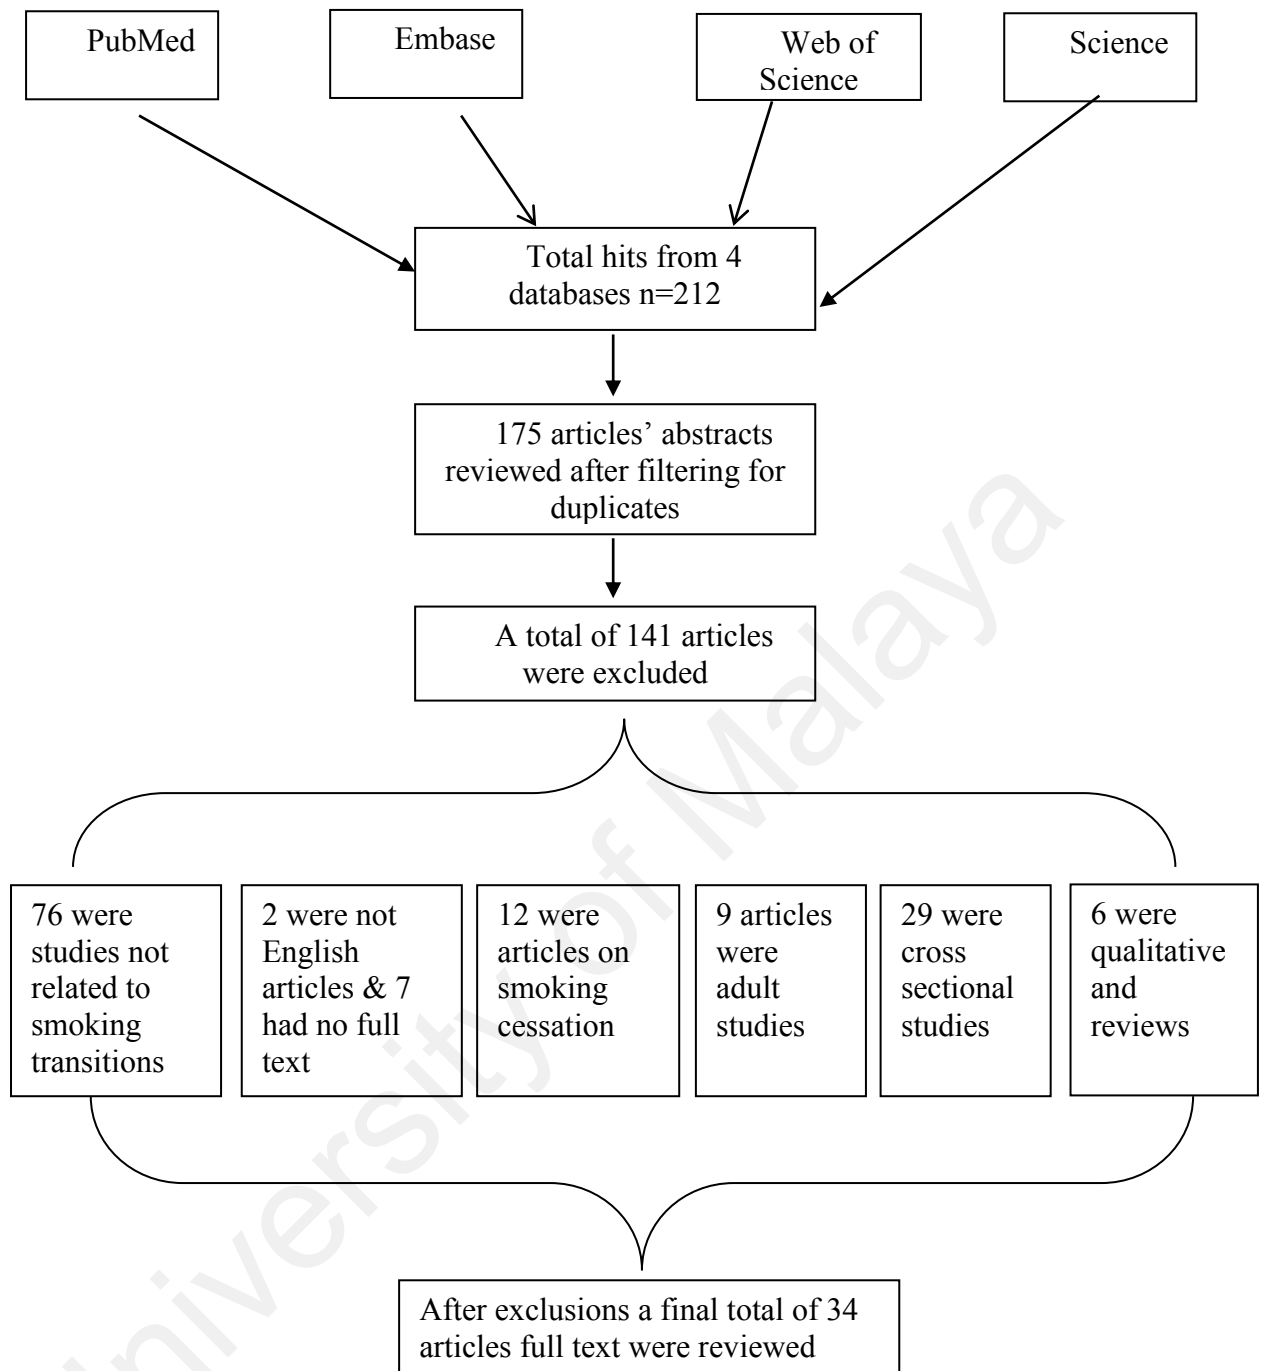 PubMed
Embase
Web of
Science
Science
Total hits from 4
databases n=212
175 articles’ abstracts
reviewed after filtering for
duplicates
A total of 141 articles
were excluded
76 were
studies not
related to
smoking
transitions
2 were not
English
articles & 7
had no full
text
12 were
articles on
smoking
cessation
9 articles
were
adult
studies
29 were
cross
sectional
studies
6 were
qualitative
and
reviews
After exclusions a final total of 34
articles full text were reviewed
niversity of Malaya